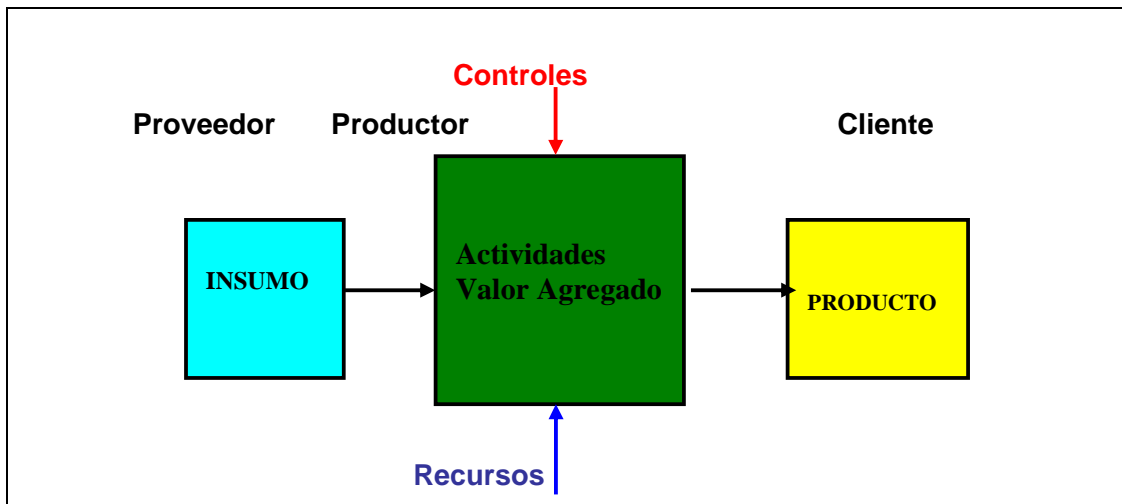 Controles
Proveedor Productor Cliente
Actividades
Valor Agregado
INSUMO
PRODUCTO
Recursos